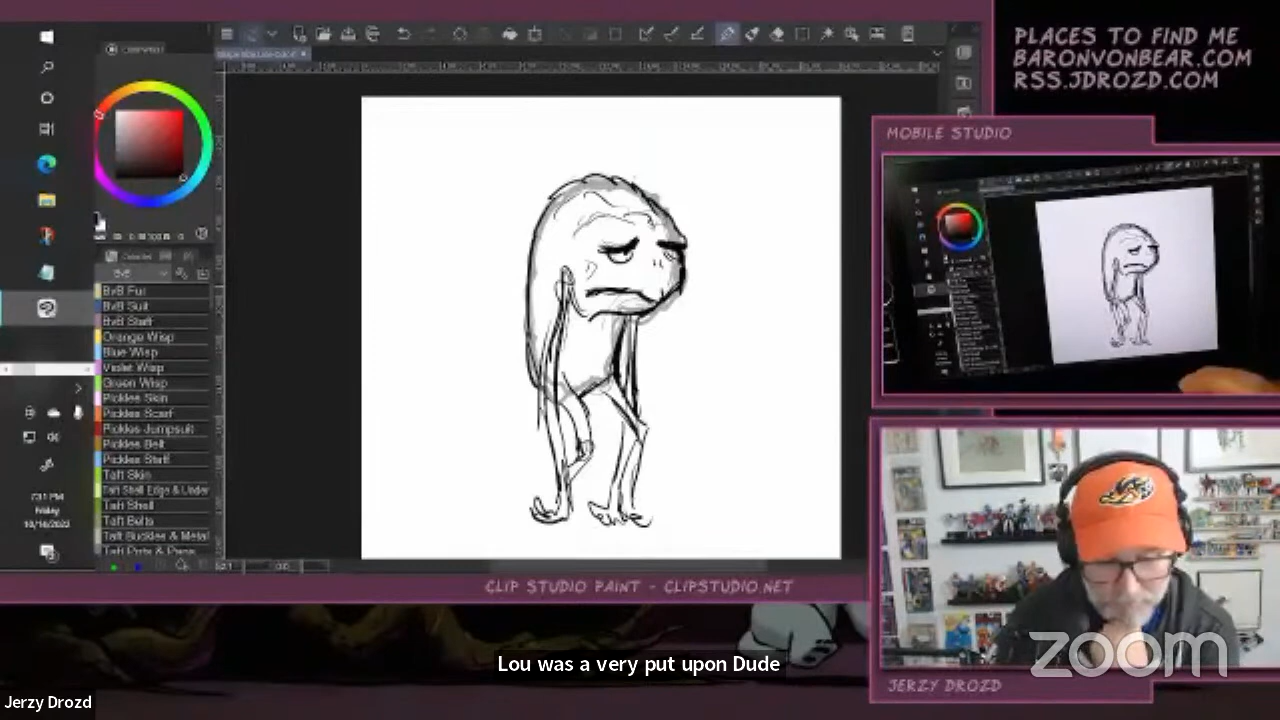 PLACES TO FIND ME
BARONVONBEAR.COM
RSS.JDROZD.COM
MOBILE STUDIO
BvB Fur
BvB Suit
BvB Staff
Orange Wisp
Blue Wisp
Violet Wisp
Green Wisp
Pickles Skin
Pickles Scarf
Pickles Jumpsuit
Pickles Belt
Pickles Staff
Taft Skin
Taft Shell Edge & Under
Taft Shell
Taft Belts
Taft Buckles & Metal
7:31 PM
Friday
CLIP STUDIO PAINT - CLIPSTUDIO.NET
Lou was a very put upon Dude
zoom
JERZY DROZD
Jerzy Drozd